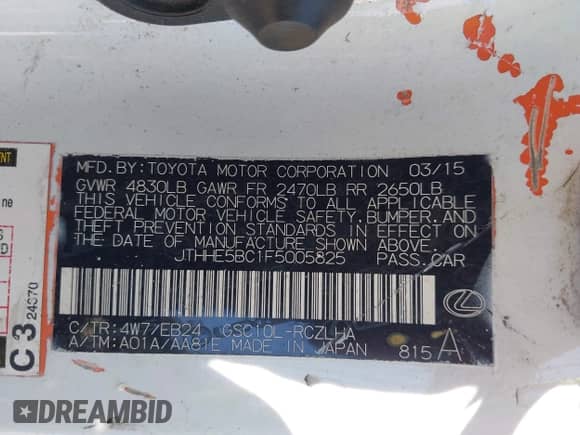 MFD.BY:TOYOTA MOTOR CORPORATION 03/15
GVWR 4830LB GAWR FR 2470LB RR 2650LB
THIS VEHICLE CONFORMS TO ALL APPLICABLE
FEDERAL MOTOR VEHICLE SAFETY,BUMPER,AND
THEFT PREVENTION STANDARDS IN EFFECT ON
THE DATE OF MANUFACTURE SHOWN ABOVE.
JTHHE5BC1F5005825 PASS.CAR
C/TR:4W7/EB24 GSC10L-RCZLHA
A/TM:A01A/AA81E MADE IN JAPAN 815 A
ne
C3 24370
DREAMBID